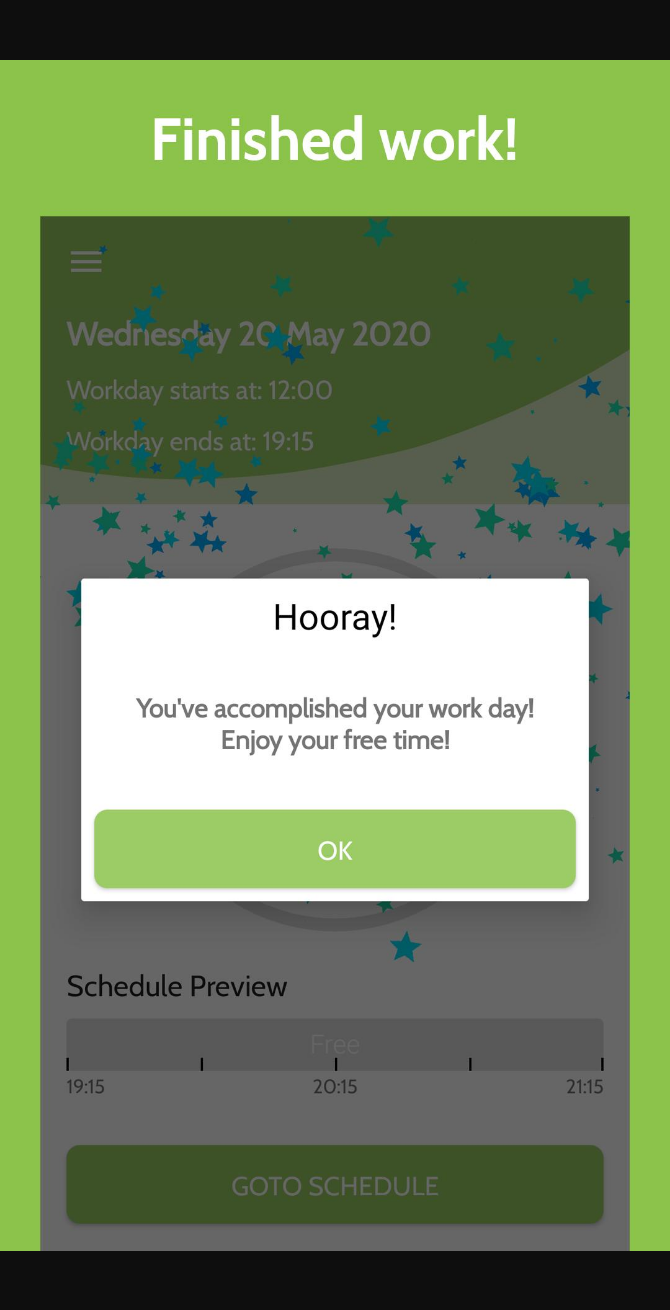 Finished work!
Wednesday 20 May 2020
Workday starts at: 12:00
Workday ends at: 19:15
Hooray!
You've accomplished your work day!
Enjoy your free time!
OK
Schedule Preview
Free
19:15 20:15 21:15
GOTO SCHEDULE